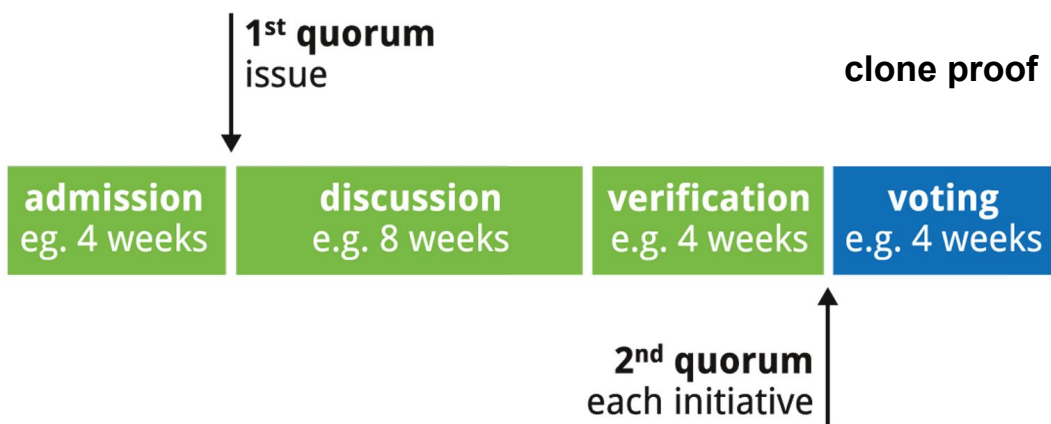 1st quorum
issue
clone proof
admission
eg. 4 weeks
discussion
e.g. 8 weeks
verification
e.g. 4 weeks
voting
e.g. 4 weeks
2nd quorum
each initiative